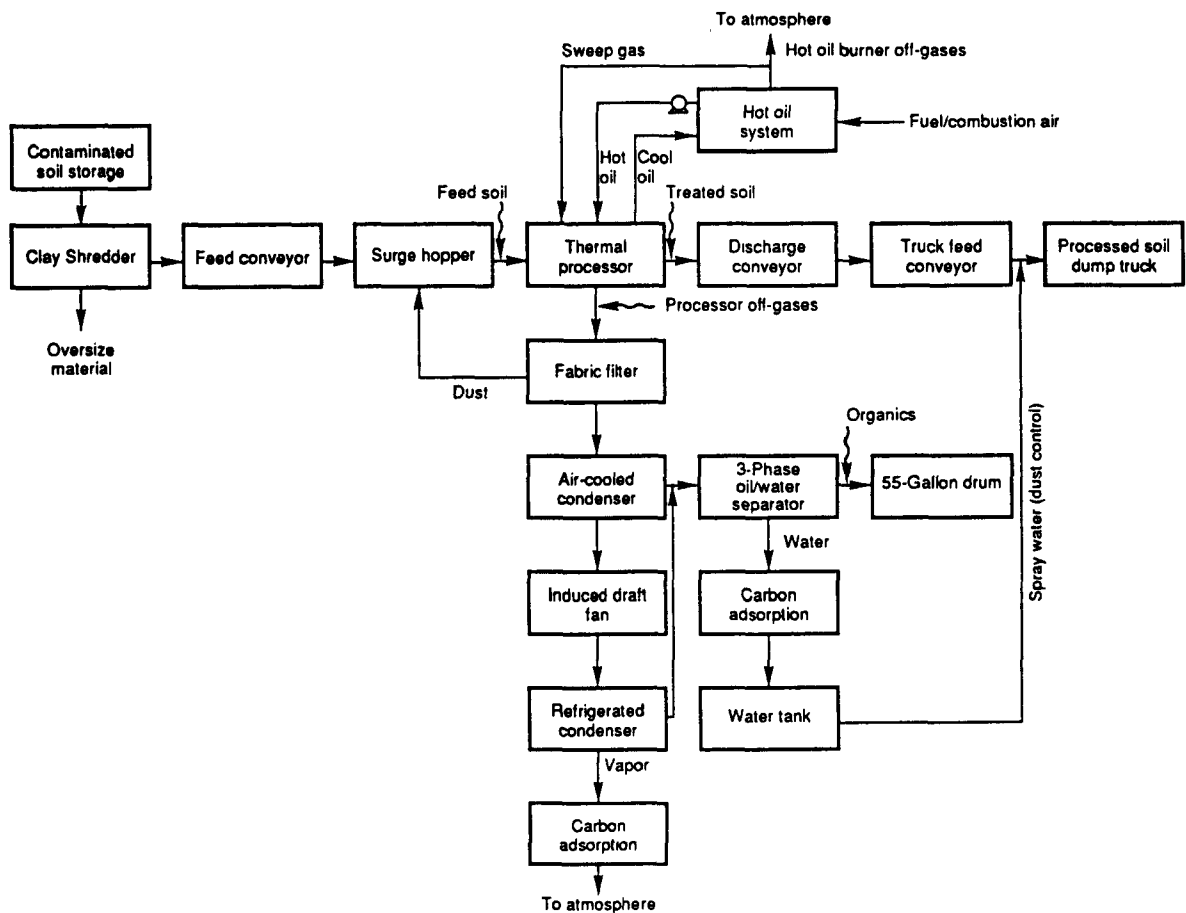 To atmosphere
Sweep gas
Hot oil burner off-gases
Hot oil
system
Fuel/combustion air
Contaminated
soil storage
Hot
oil
Cool
oil
Feed soil
Treated soil
Clay Shredder
Feed conveyor
Surge hopper
Thermal
processor
Discharge
conveyor
Truck feed
conveyor
Processed soil
dump truck
Processor off-gases
Oversize
material
Fabric filter
Dust
Organics
Air-cooled
condenser
3-Phase
oil/water
separator
55-Gallon drum
Spray water (dust control)
Water
Induced draft
fan
Carbon
adsorption
Refrigerated
condenser
Water tank
Vapor
Carbon
adsorption
To atmosphere